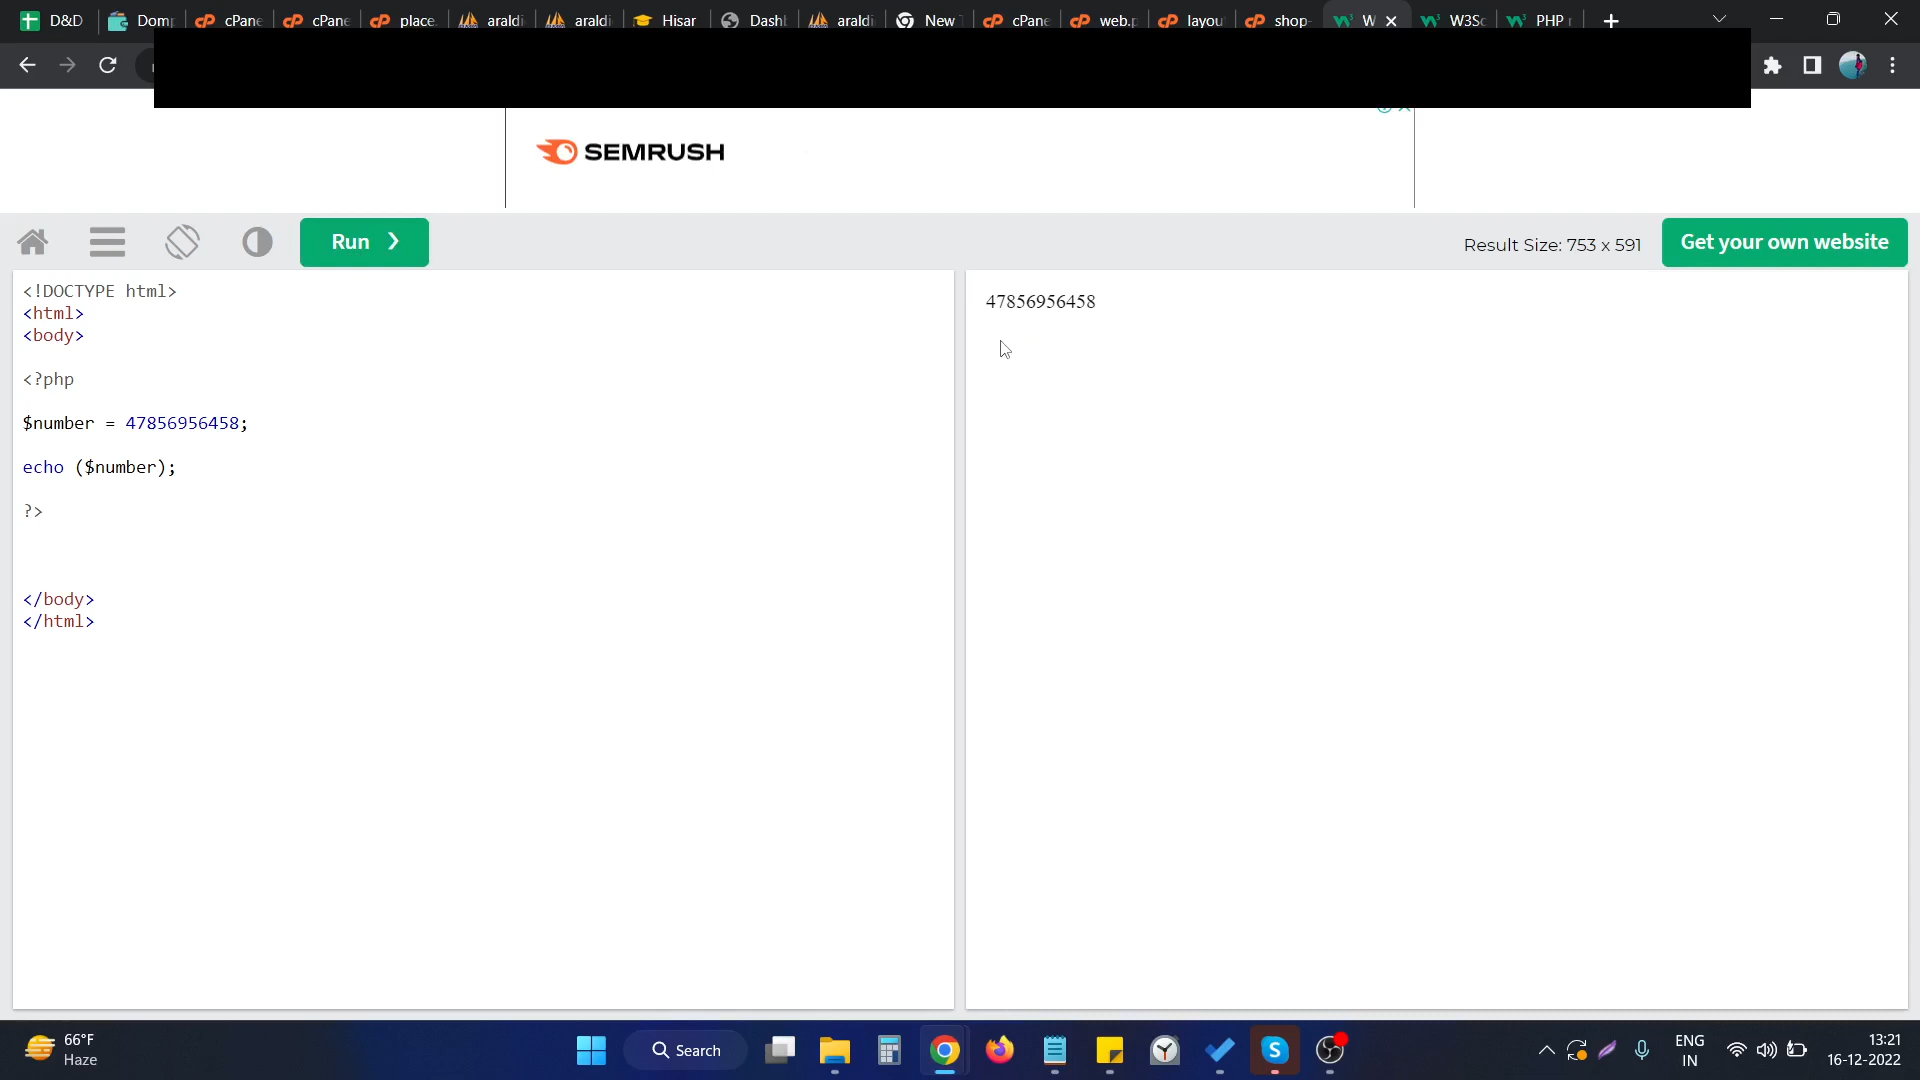 D&D
Domp
cPane
cPane
place.
araldi
araldi
Hisar
Dashb
araldi
New T
cPane
web.p
layou
shop-
W
W3Sc
PHP r
SEMRUSH
Run ❯
Result Size: 753 x 591
Get your own website
<!DOCTYPE html>
<html>
<body>
<?php
$number = 47856956458;
echo ($number);
?>
</body>
</html>
47856956458
66°F
Haze
Search
ENG
IN
13:21
16-12-2022